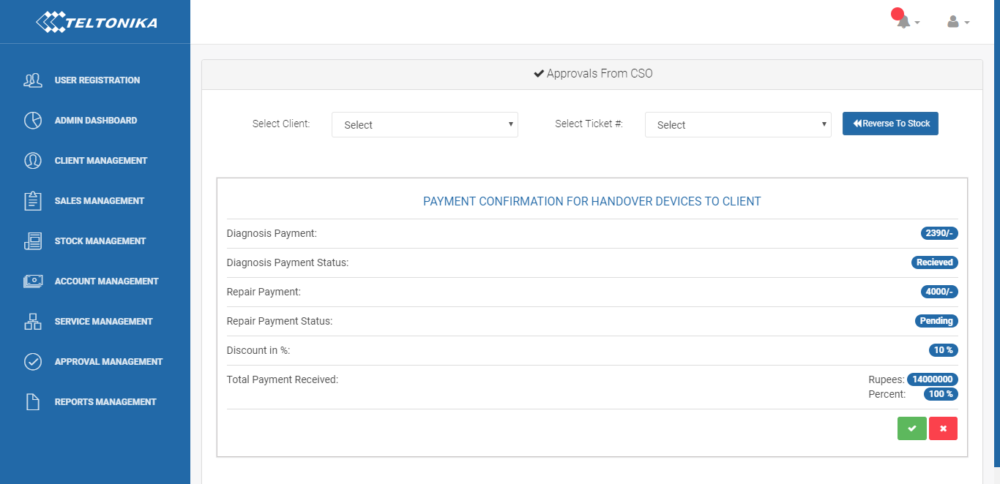 TELTONIKA
USER REGISTRATION
ADMIN DASHBOARD
CLIENT MANAGEMENT
SALES MANAGEMENT
STOCK MANAGEMENT
ACCOUNT MANAGEMENT
SERVICE MANAGEMENT
APPROVAL MANAGEMENT
REPORTS MANAGEMENT
Approvals From CSO
Select Client: Select Select Ticket #: Select Reverse To Stock
PAYMENT CONFIRMATION FOR HANDOVER DEVICES TO CLIENT
Diagnosis Payment: 2390/-
Diagnosis Payment Status: Recieved
Repair Payment: 4000/-
Repair Payment Status: Pending
Discount in %: 10 %
Total Payment Received: Rupees: 14000000
Percent: 100 %